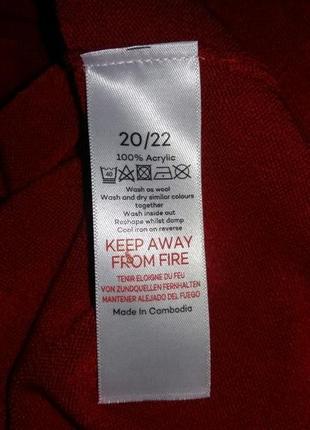 20/22
100% Acrylic
40
Wash as wool
Wash and dry similar colours
together
Wash inside out
Reshape whilst damp
Cool iron on reverse
KEEP AWAY
FROM FIRE
TENIR ELOIGNE DU FEU
VON ZUNDQUELLEN FERNHALTEN
MANTENER ALEJADO DEL FUEGO
Made In Cambodia